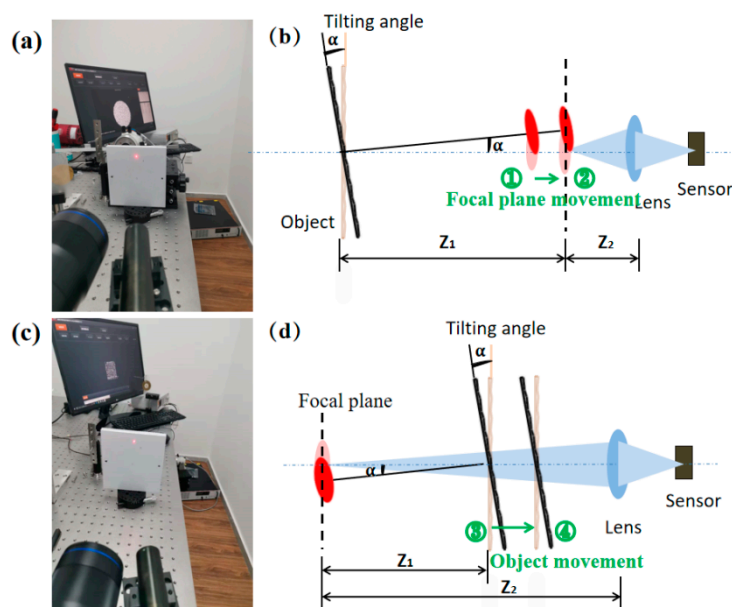 (a)
(b)
Tilting angle
α
α
① → ②
Focal plane movement
Object
Lens
Sensor
Z₁
Z₂
(c)
(d)
Tilting angle
α
Focal plane
α
③
④
Lens
Sensor
Object movement
Z₁
Z₂